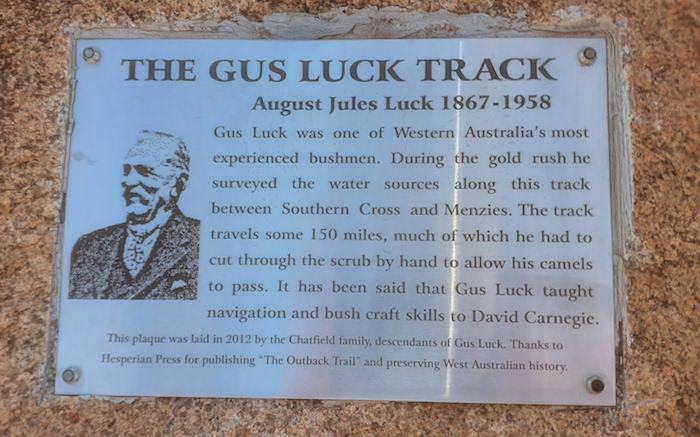 THE GUS LUCK TRACK
August Jules Luck 1867-1958
Gus Luck was one of Western Australia's most
experienced bushmen. During the gold rush he
surveyed the water sources along this track
between Southern Cross and Menzies. The track
travels some 150 miles, much of which he had to
cut through the scrub by hand to allow his camels
to pass. It has been said that Gus Luck taught
navigation and bush craft skills to David Carnegie.
This plaque was laid in 2012 by the Chatfield family, descendants of Gus Luck. Thanks to
Hesperian Press for publishing "The Outback Trail" and preserving West Australian history.